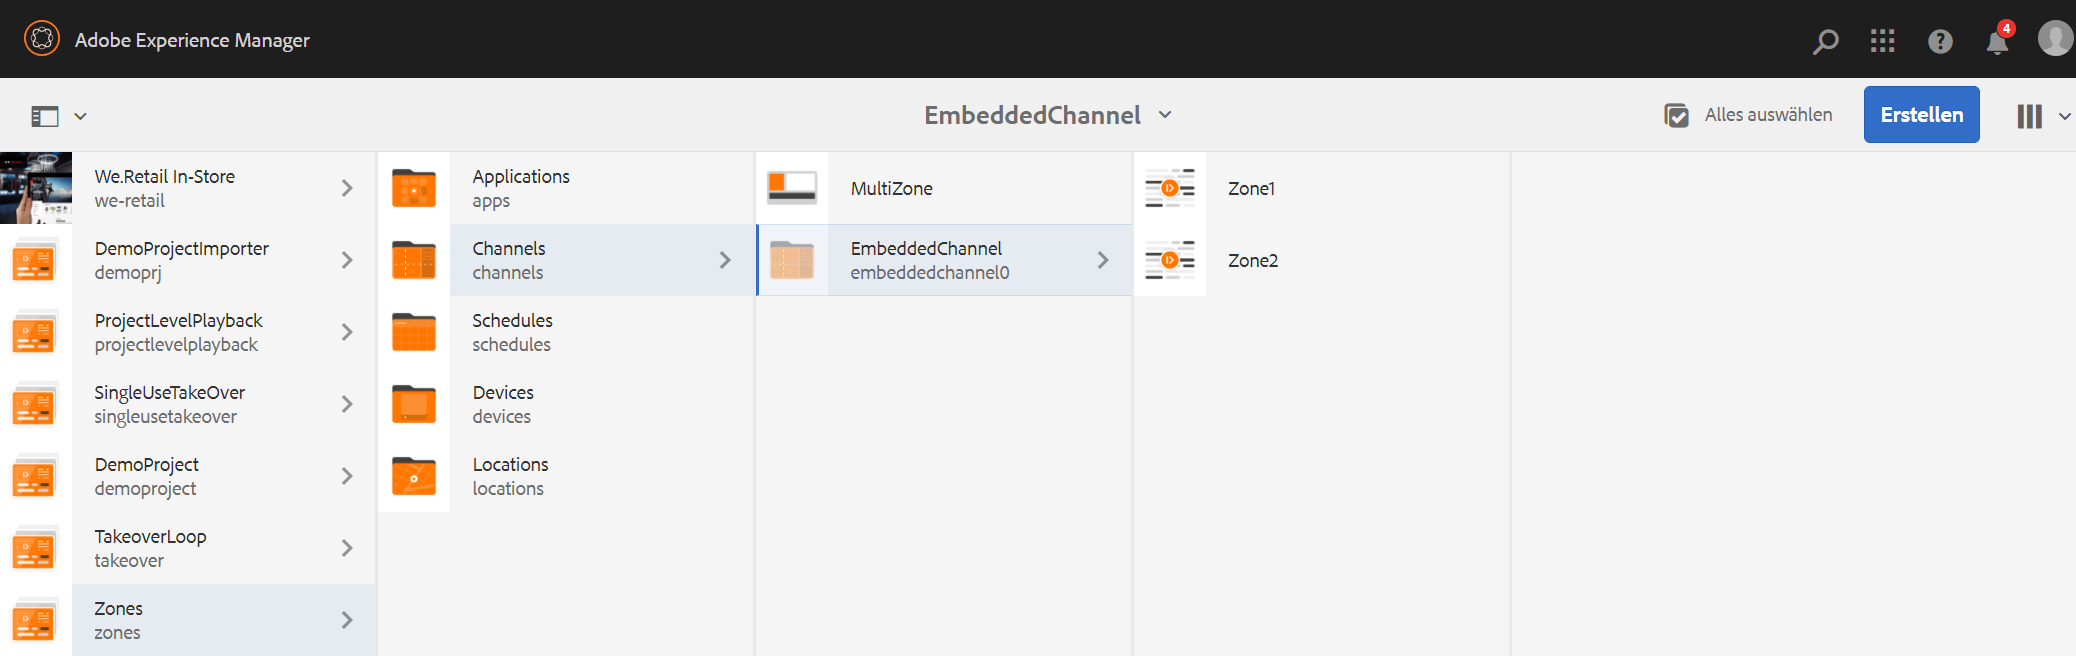 Adobe Experience Manager
4
EmbeddedChannel
Alles auswählen
Erstellen
We.Retail In-Store
we-retail
DemoProjectImporter
demoprj
ProjectLevelPlayback
projectlevelplayback
SingleUseTakeOver
singleusetakeover
DemoProject
demoproject
TakeoverLoop
takeover
Zones
zones
Applications
apps
Channels
channels
Schedules
schedules
Devices
devices
Locations
locations
MultiZone
EmbeddedChannel
embeddedchannel0
Zone1
Zone2